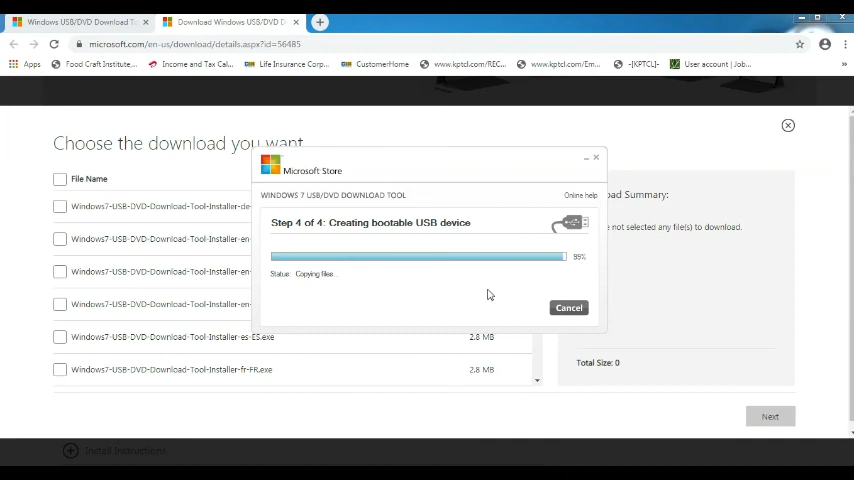 Windows USB/DVD Download To
Download Windows USB/DVD D
microsoft.com/en-us/download/details.aspx?id=56485
Apps
Food Craft Institute,...
Income and Tax Cal...
Life Insurance Corp...
CustomerHome
www.kptcl.com/REC...
www.kptcl.com/Em...
-[KPTCL]-
User account | Job...
Choose the download you want
File Name
Windows7-USB-DVD-Download-Tool-Installer-de-
Windows7-USB-DVD-Download-Tool-Installer-en-
Windows7-USB-DVD-Download-Tool-Installer-en-
Windows7-USB-DVD-Download-Tool-Installer-en-
Windows7-USB-DVD-Download-Tool-Installer-es-ES.exe
2.8 MB
Windows7-USB-DVD-Download-Tool-Installer-fr-FR.exe
2.8 MB
Microsoft Store
WINDOWS 7 USB/DVD DOWNLOAD TOOL
Online help
Step 4 of 4: Creating bootable USB device
99%
Status: Copying files...
Cancel
oad Summary:
e not selected any file(s) to download.
Total Size: 0
Next
Install Instructions